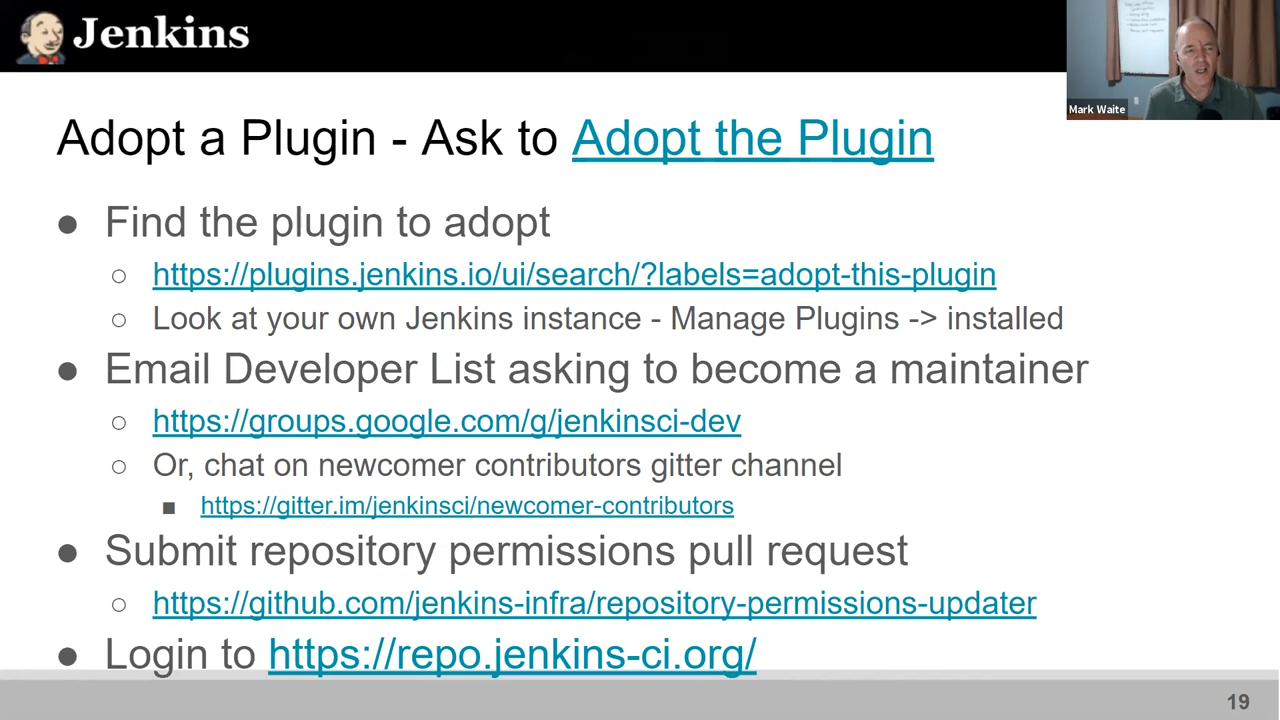 Jenkins
Mark Waite
Adopt a Plugin - Ask to Adopt the Plugin
● Find the plugin to adopt
○ https://plugins.jenkins.io/ui/search/?labels=adopt-this-plugin
○ Look at your own Jenkins instance - Manage Plugins -> installed
● Email Developer List asking to become a maintainer
○ https://groups.google.com/g/jenkinsci-dev
○ Or, chat on newcomer contributors gitter channel
■ https://gitter.im/jenkinsci/newcomer-contributors
● Submit repository permissions pull request
○ https://github.com/jenkins-infra/repository-permissions-updater
● Login to https://repo.jenkins-ci.org/
19